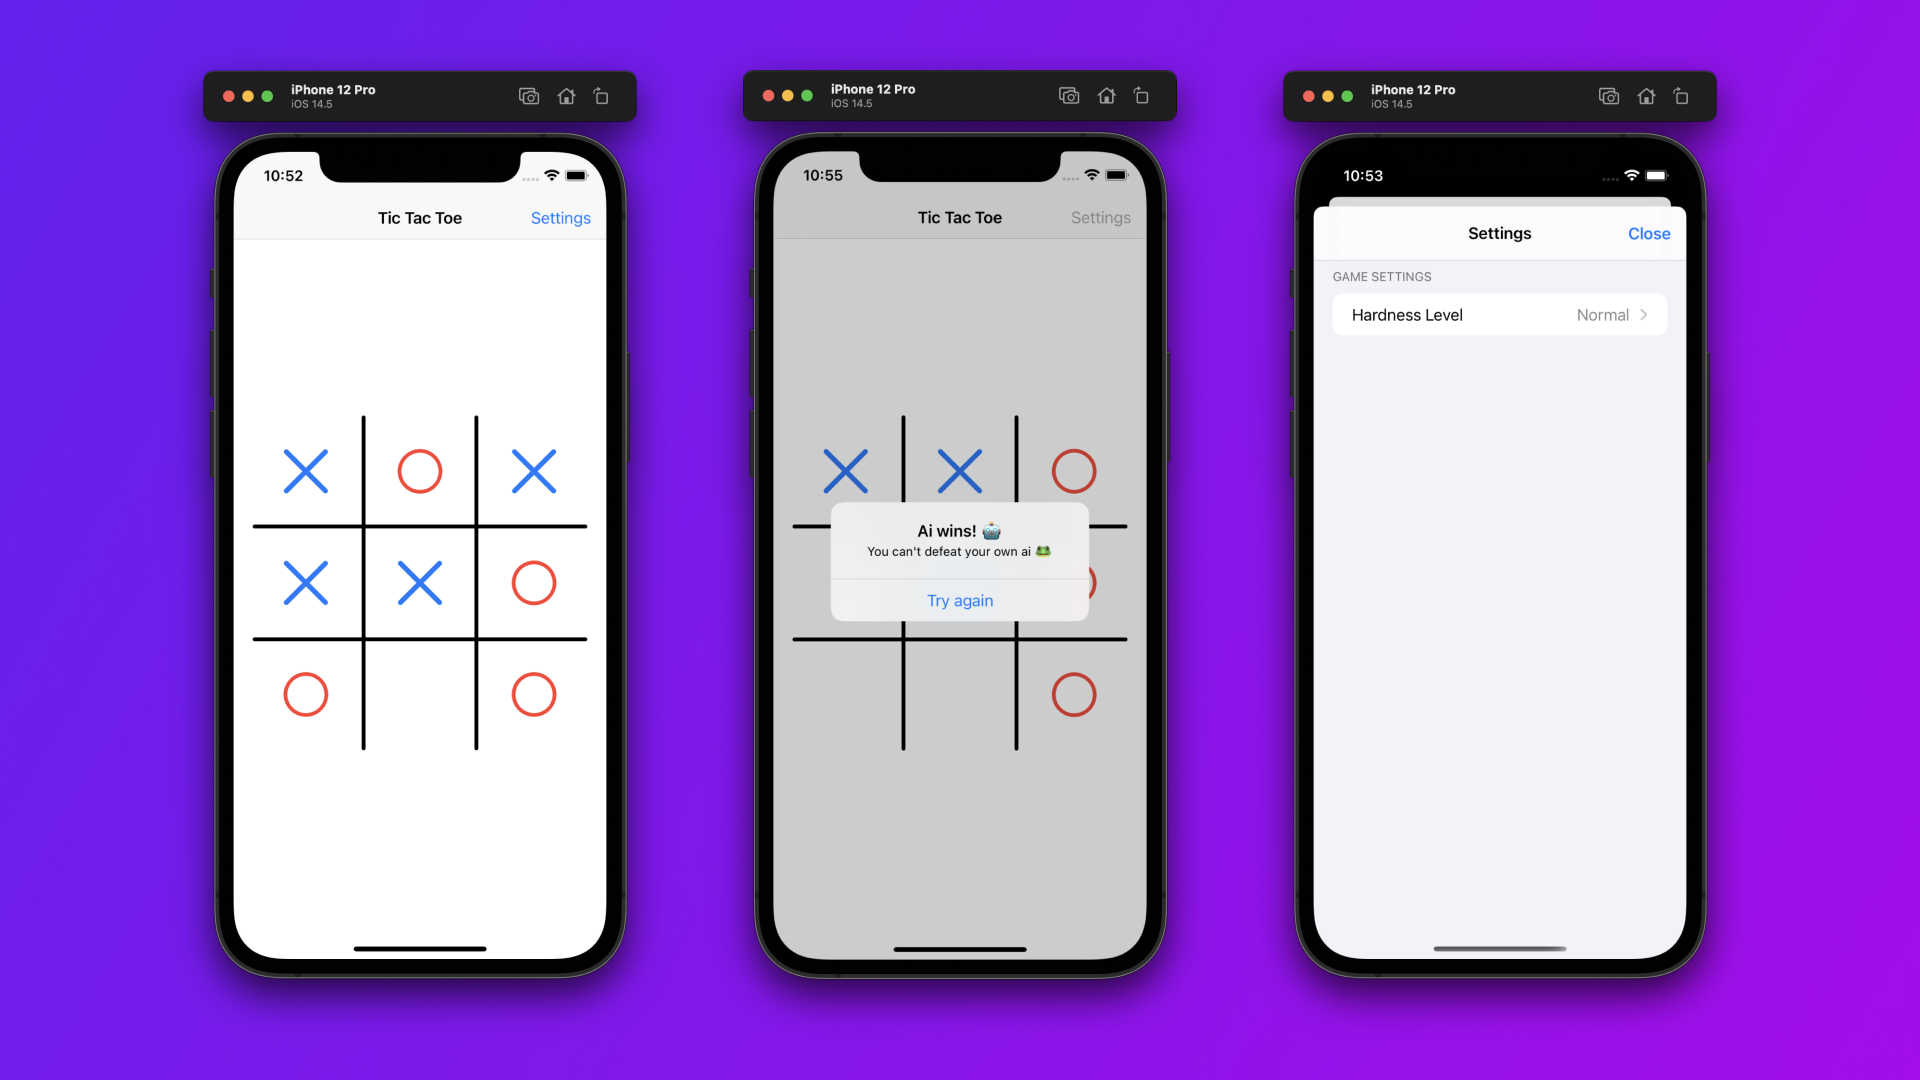 iPhone 12 Pro
iOS 14.5
10:52
Tic Tac Toe
Settings
iPhone 12 Pro
iOS 14.5
10:55
Tic Tac Toe
Settings
Ai wins! 🤖
You can't defeat your own ai 🐸
Try again
iPhone 12 Pro
iOS 14.5
10:53
Settings
Close
GAME SETTINGS
Hardness Level
Normal